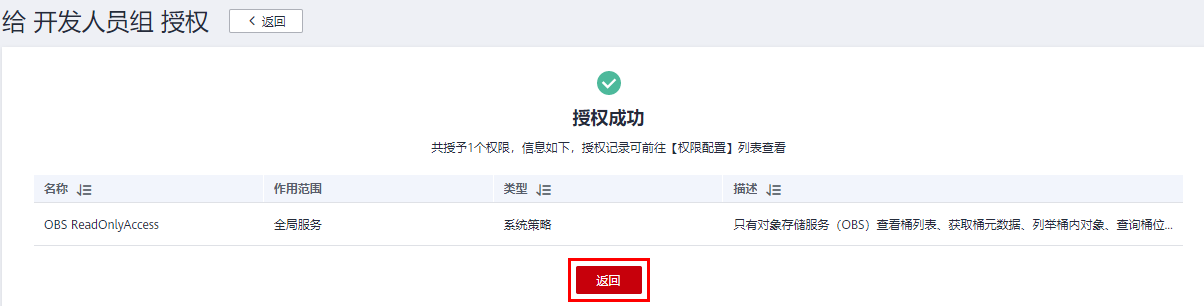 给 开发人员组 授权
返回
授权成功
共授予1个权限，信息如下，授权记录可前往【权限配置】列表查看
名称 作用范围 类型 描述
OBS ReadOnlyAccess 全局服务 系统策略 只有对象存储服务（OBS）查看桶列表、获取桶元数据、列举桶内对象、查询桶位...
返回